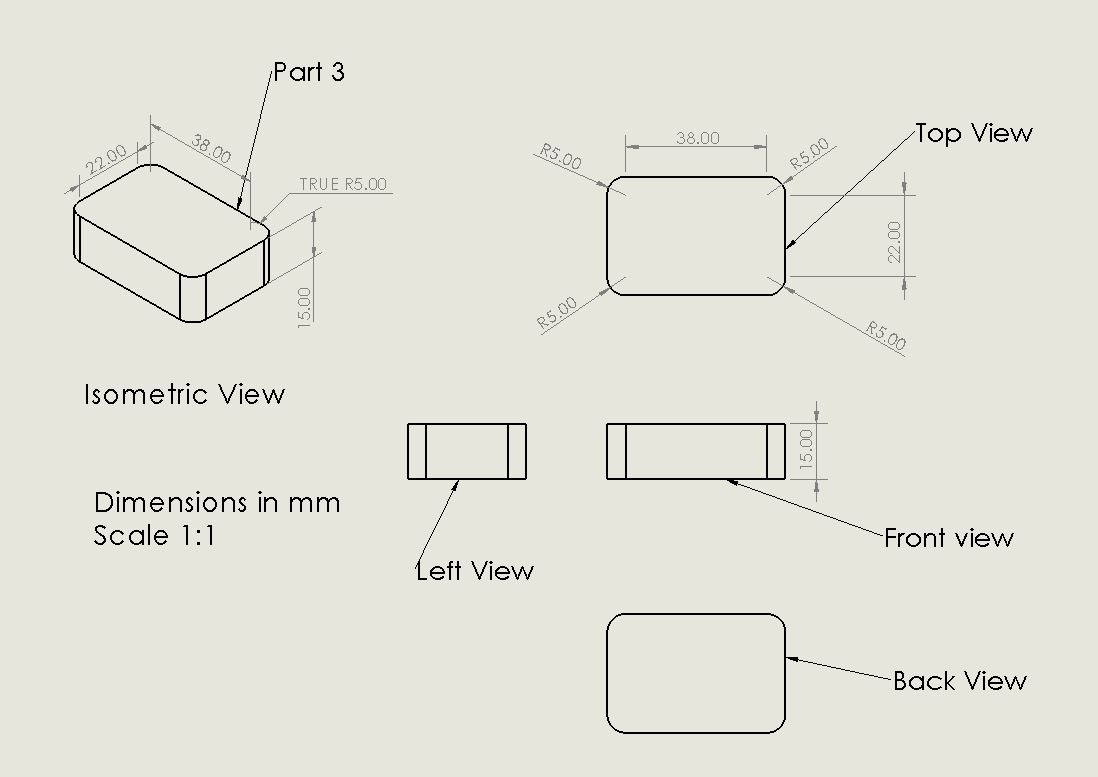 Part 3
22.00
38.00
TRUE R5.00
15.00
Isometric View
R5.00
38.00
R5.00
Top View
22.00
R5.00
R5.00
15.00
Front view
Left View
Dimensions in mm
Scale 1:1
Back View